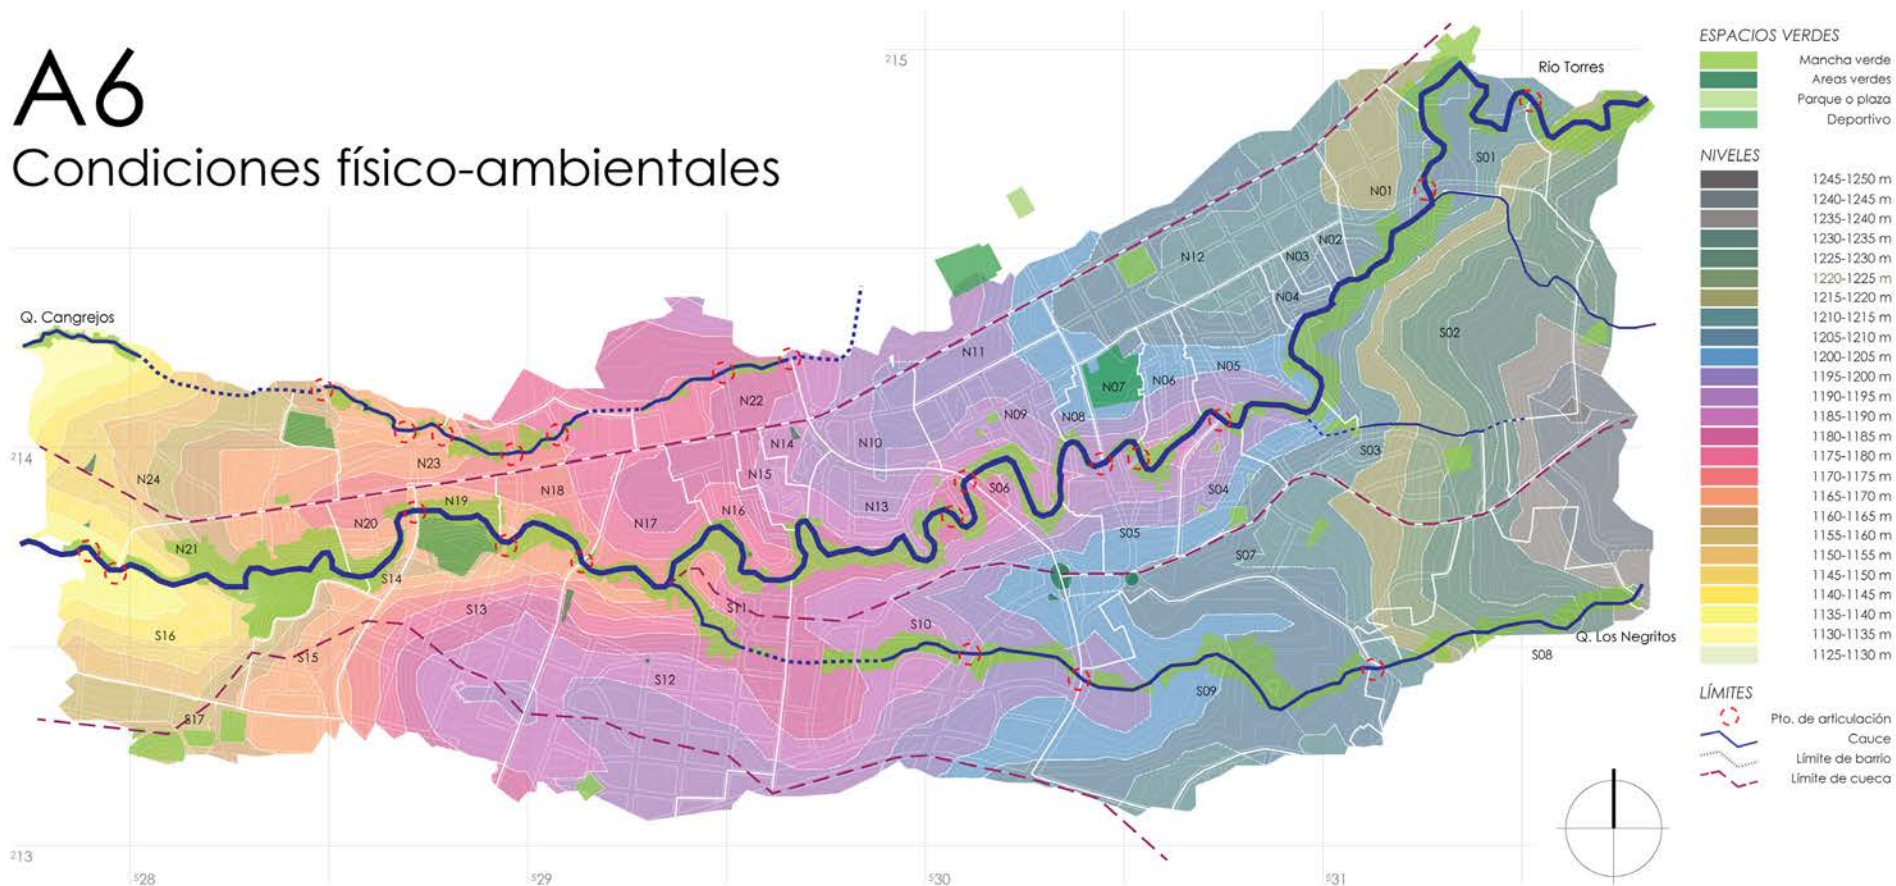 A6
Condiciones físico-ambientales
215
Río Torres
S01
N01
N02
N12
N03
N04
S02
Q. Cangrejos
N11
N05
N07
N06
N22
N09
N08
N14
N10
214
N23
S03
N24
N15
S06
S04
N18
N19
N13
N16
N17
N20
S05
N21
S07
S14
S13
S11
S10
S16
Q. Los Negritos
S15
S08
S12
S09
S17
213
528
529
530
531
ESPACIOS VERDES
Mancha verde
Areas verdes
Parque o plaza
Deportivo
NIVELES
1245-1250 m
1240-1245 m
1235-1240 m
1230-1235 m
1225-1230 m
1220-1225 m
1215-1220 m
1210-1215 m
1205-1210 m
1200-1205 m
1195-1200 m
1190-1195 m
1185-1190 m
1180-1185 m
1175-1180 m
1170-1175 m
1165-1170 m
1160-1165 m
1155-1160 m
1150-1155 m
1145-1150 m
1140-1145 m
1135-1140 m
1130-1135 m
1125-1130 m
LÍMITES
Pto. de articulación
Cauce
Límite de barrio
Límite de cueca